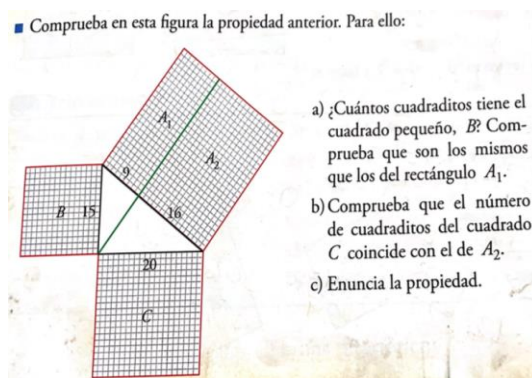 Comprueba en esta figura la propiedad anterior. Para ello:
A₁
A₂
9
16
B
15
20
C
a) ¿Cuántos cuadraditos tiene el
cuadrado pequeño, B? Com-
prueba que son los mismos
que los del rectángulo A₁.
b) Comprueba que el número
de cuadraditos del cuadrado
C coincide con el de A₂.
c) Enuncia la propiedad.